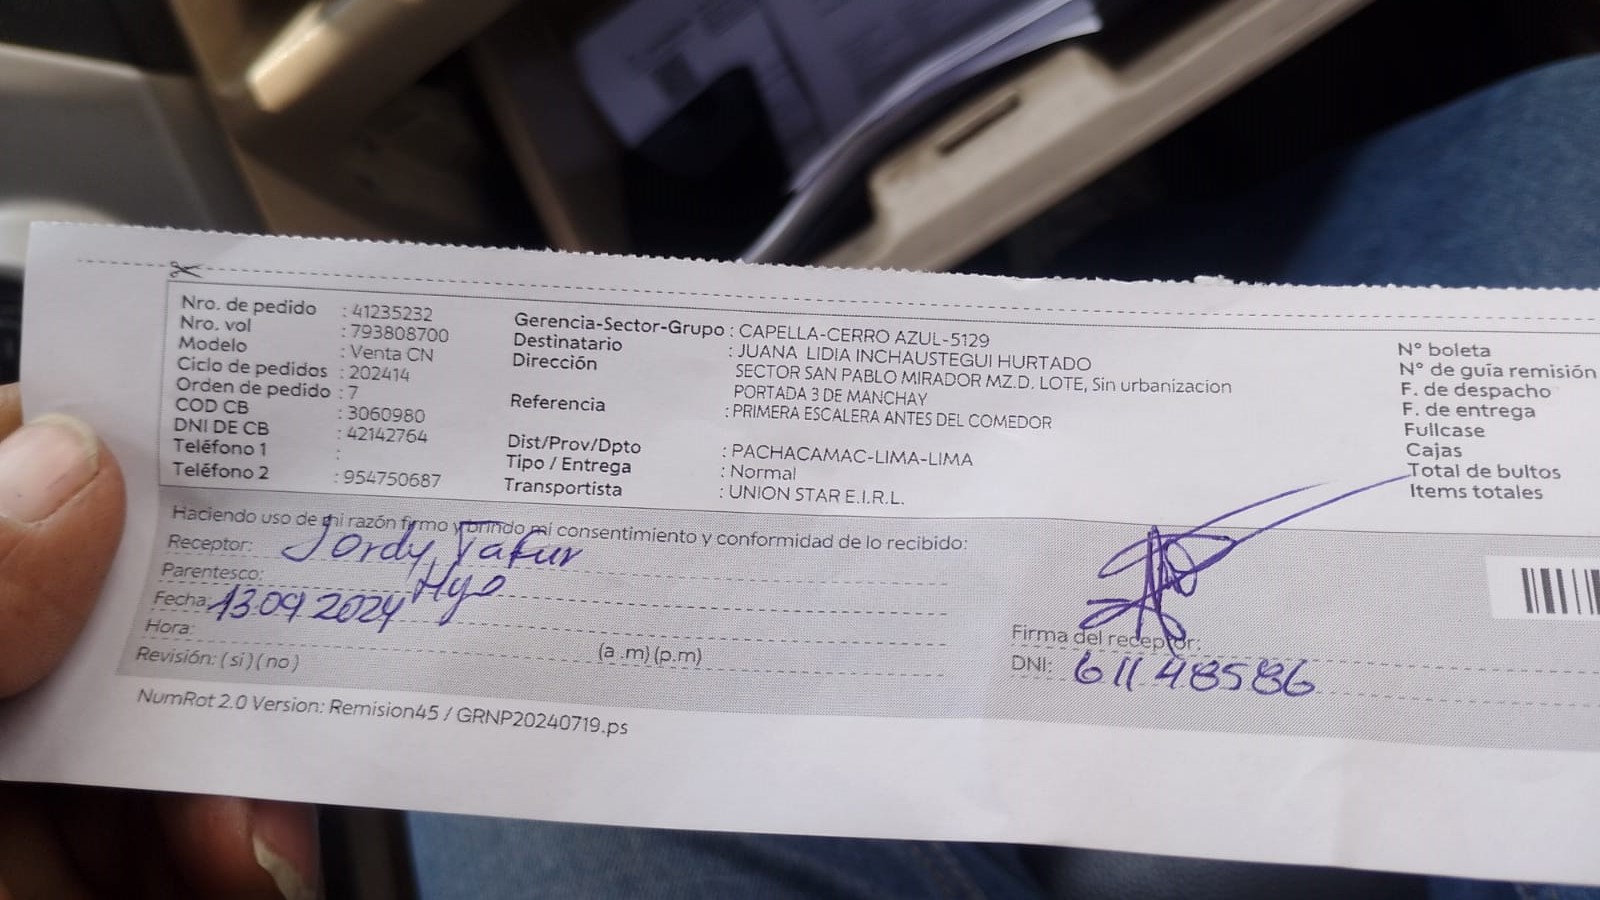 Nro. de pedido : 41235232
Nro. vol : 793808700
Modelo : Venta CN
Ciclo de pedidos : 202414
Orden de pedido : 7
COD CB : 3060980
DNI DE CB : 42142764
Teléfono 1 :
Teléfono 2 : 954750687
Gerencia-Sector-Grupo : CAPELLA-CERRO AZUL-5129
Destinatario : JUANA LIDIA INCHAUSTEGUI HURTADO
Dirección SECTOR SAN PABLO MIRADOR MZ.D. LOTE, Sin urbanizacion
PORTADA 3 DE MANCHAY
Referencia : PRIMERA ESCALERA ANTES DEL COMEDOR
Dist/Prov/Dpto : PACHACAMAC-LIMA-LIMA
Tipo / Entrega : Normal
Transportista : UNION STAR E.I.R.L.
N° boleta
N° de guía remisión
F. de despacho
F. de entrega
Fullcase
Cajas
Total de bultos
Items totales
Haciendo uso de mi razón firmo y brindo mi consentimiento y conformidad de lo recibido:
Receptor: Jordy Tafur
Parentesco: Hyo
Fecha: 13 09 2024
Hora: (a .m) (p.m)
Revisión: ( si ) ( no )
Firma del receptor:
DNI: 61148586
NumRot 2.0 Version: Remision45 / GRNP20240719.ps